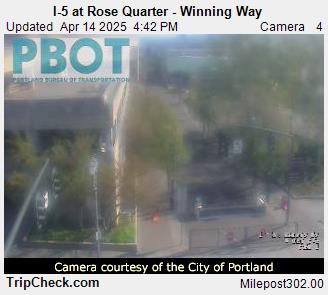 I-5 at Rose Quarter - Winning Way
Updated  Apr 14 2025  4:42 PM
Camera  4
PBOT
PORTLAND BUREAU OF TRANSPORTATION
Camera courtesy of the City of Portland
TripCheck.com
Milepost302.00